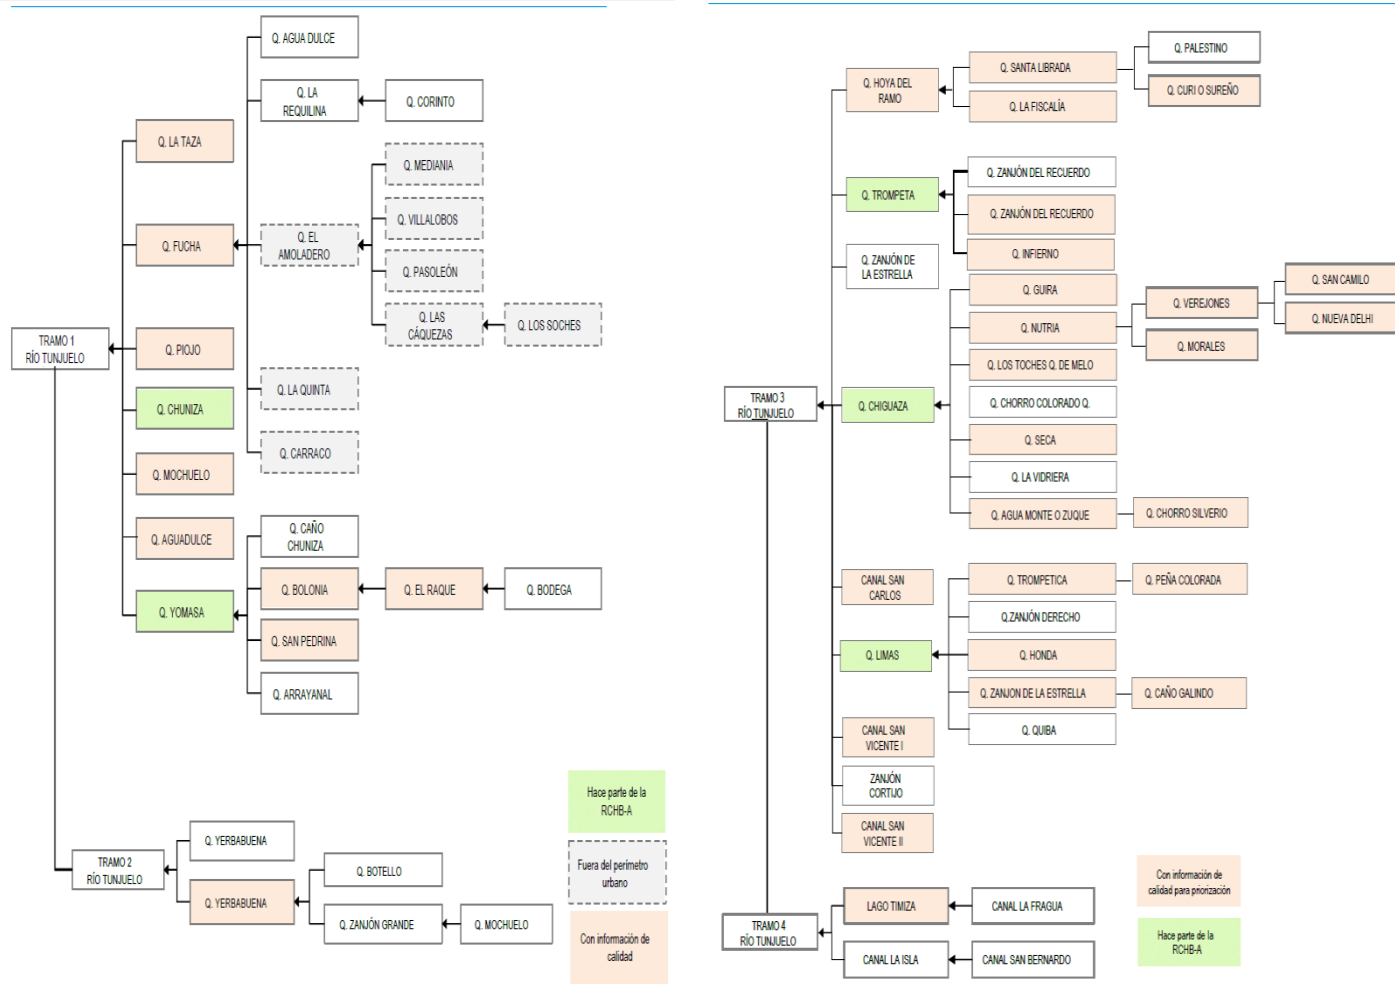 Q. AGUA DULCE
Q. LA
REQUILINA
Q. CORINTO
Q. LA TAZA
Q. MEDIANIA
Q. VILLALOBOS
Q. FUCHA
Q. EL
AMOLADERO
Q. PASOLEÓN
Q. LAS
CÁQUEZAS
Q. LOS SOCHES
TRAMO 1
RÍO TUNJUELO
Q. PIOJO
Q. LA QUINTA
Q. CHUNIZA
Q. CARRACO
Q. MOCHUELO
Q. AGUADULCE
Q. CAÑO
CHUNIZA
Q. BOLONIA
Q. EL RAQUE
Q. BODEGA
Q. YOMASA
Q. SAN PEDRINA
Q. ARRAYANAL
Hace parte de la
RCHB-A
Fuera del perímetro
urbano
Con información de
calidad
TRAMO 2
RÍO TUNJUELO
Q. YERBABUENA
Q. YERBABUENA
Q. BOTELLO
Q. ZANJÓN GRANDE
Q. MOCHUELO
Q. HOYA DEL
RAMO
Q. SANTA LIBRADA
Q. LA FISCALÍA
Q. PALESTINO
Q. CURI O SUREÑO
Q. TROMPETA
Q. ZANJÓN DEL RECUERDO
Q. ZANJÓN DEL RECUERDO
Q. INFIERNO
Q. ZANJÓN DE
LA ESTRELLA
Q. GUIRA
Q. NUTRIA
Q. VEREJONES
Q. SAN CAMILO
Q. NUEVA DELHI
Q. MORALES
Q. LOS TOCHES Q. DE MELO
TRAMO 3
RÍO TUNJUELO
Q. CHIGUAZA
Q. CHORRO COLORADO Q.
Q. SECA
Q. LA VIDRIERA
Q. AGUA MONTE O ZUQUE
Q. CHORRO SILVERIO
CANAL SAN
CARLOS
Q. TROMPETICA
Q. PEÑA COLORADA
Q.ZANJÓN DERECHO
Q. LIMAS
Q. HONDA
Q. ZANJON DE LA ESTRELLA
Q. CAÑO GALINDO
Q. QUIBA
CANAL SAN
VICENTE I
ZANJÓN
CORTIJO
CANAL SAN
VICENTE II
Con información de
calidad para priorización
Hace parte de la
RCHB-A
TRAMO 4
RÍO TUNJUELO
LAGO TIMIZA
CANAL LA FRAGUA
CANAL LA ISLA
CANAL SAN BERNARDO